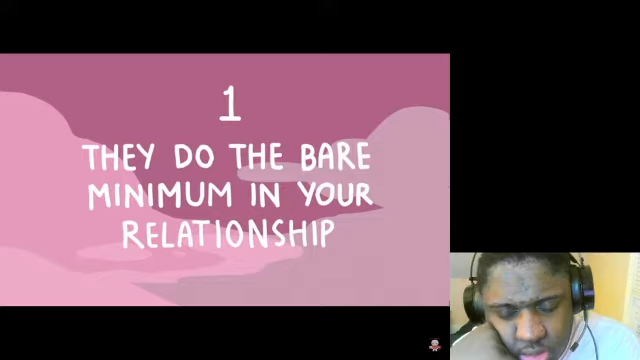 1
THEY DO THE BARE
MINIMUM IN YOUR
RELATIONSHIP